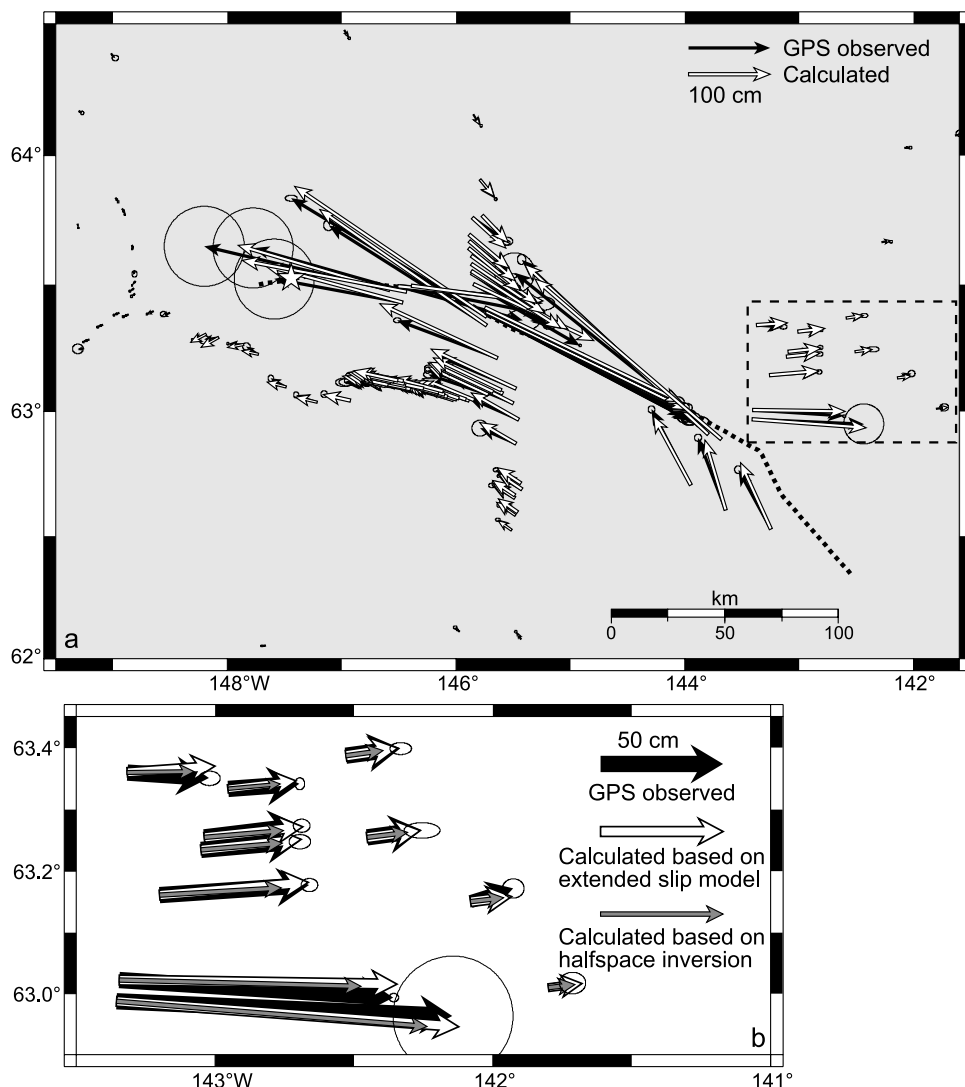 GPS observed
Calculated
100 cm
64°
63°
62°
km
0 50 100
a
148°W 146° 144° 142°
63.4°
63.2°
63.0°
50 cm
GPS observed
Calculated based on
extended slip model
Calculated based on
halfspace inversion
b
143°W 142° 141°